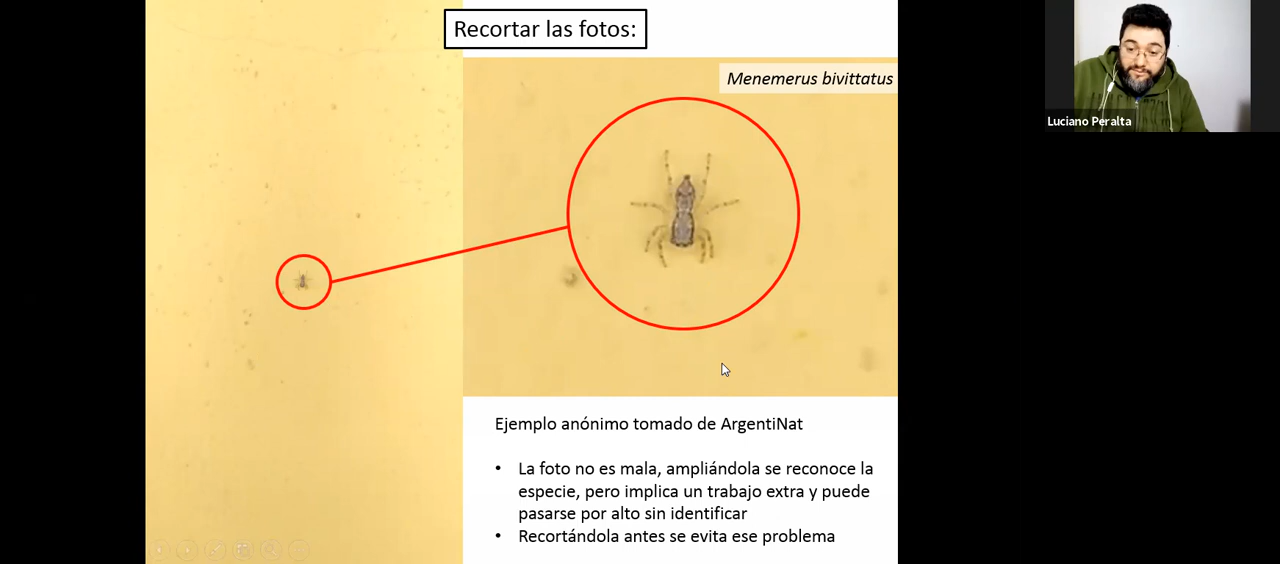 Recortar las fotos:
Menemerus bivittatus
Luciano Peralta
Ejemplo anónimo tomado de ArgentiNat
• La foto no es mala, ampliándola se reconoce la
especie, pero implica un trabajo extra y puede
pasarse por alto sin identificar
• Recortándola antes se evita ese problema